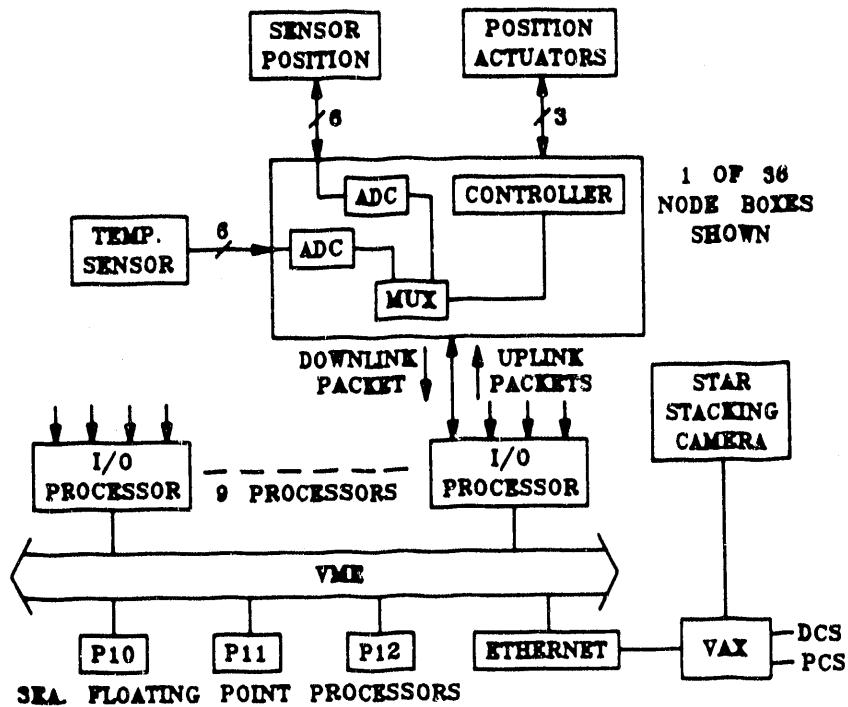 SENSOR
POSITION
POSITION
ACTUATORS
6
3
ADC
CONTROLLER
1 OF 36
NODE BOXES
SHOWN
TEMP.
SENSOR
6
ADC
MUX
DOWNLINK
PACKET
UPLINK
PACKETS
STAR
STACKING
CAMERA
I/O
PROCESSOR
9 PROCESSORS
I/O
PROCESSOR
VME
P10
P11
P12
ETHERNET
VAX
DCS
PCS
3EA. FLOATING POINT PROCESSORS